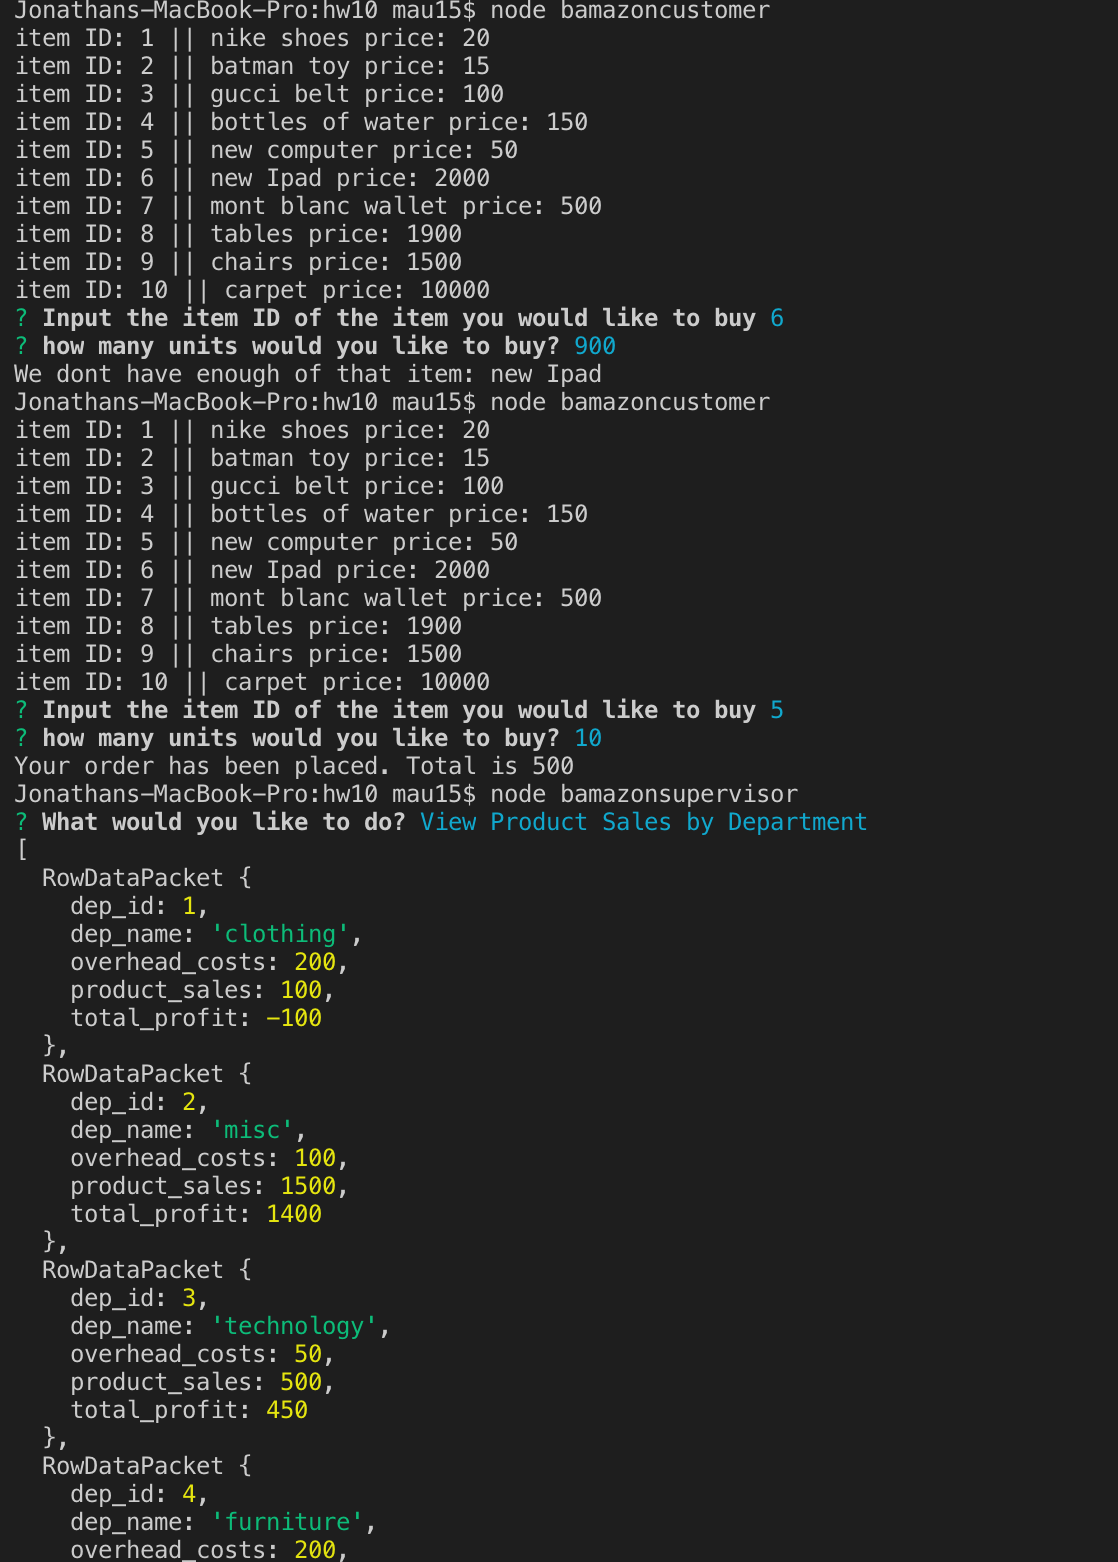 Jonathans-MacBook-Pro:hw10 mau15$ node bamazoncustomer
item ID: 1 || nike shoes price: 20
item ID: 2 || batman toy price: 15
item ID: 3 || gucci belt price: 100
item ID: 4 || bottles of water price: 150
item ID: 5 || new computer price: 50
item ID: 6 || new Ipad price: 2000
item ID: 7 || mont blanc wallet price: 500
item ID: 8 || tables price: 1900
item ID: 9 || chairs price: 1500
item ID: 10 || carpet price: 10000
? Input the item ID of the item you would like to buy 6
? how many units would you like to buy? 900
We dont have enough of that item: new Ipad
Jonathans-MacBook-Pro:hw10 mau15$ node bamazoncustomer
item ID: 1 || nike shoes price: 20
item ID: 2 || batman toy price: 15
item ID: 3 || gucci belt price: 100
item ID: 4 || bottles of water price: 150
item ID: 5 || new computer price: 50
item ID: 6 || new Ipad price: 2000
item ID: 7 || mont blanc wallet price: 500
item ID: 8 || tables price: 1900
item ID: 9 || chairs price: 1500
item ID: 10 || carpet price: 10000
? Input the item ID of the item you would like to buy 5
? how many units would you like to buy? 10
Your order has been placed. Total is 500
Jonathans-MacBook-Pro:hw10 mau15$ node bamazonsupervisor
? What would you like to do? View Product Sales by Department
[
  RowDataPacket {
    dep_id: 1,
    dep_name: 'clothing',
    overhead_costs: 200,
    product_sales: 100,
    total_profit: -100
  },
  RowDataPacket {
    dep_id: 2,
    dep_name: 'misc',
    overhead_costs: 100,
    product_sales: 1500,
    total_profit: 1400
  },
  RowDataPacket {
    dep_id: 3,
    dep_name: 'technology',
    overhead_costs: 50,
    product_sales: 500,
    total_profit: 450
  },
  RowDataPacket {
    dep_id: 4,
    dep_name: 'furniture',
    overhead_costs: 200,